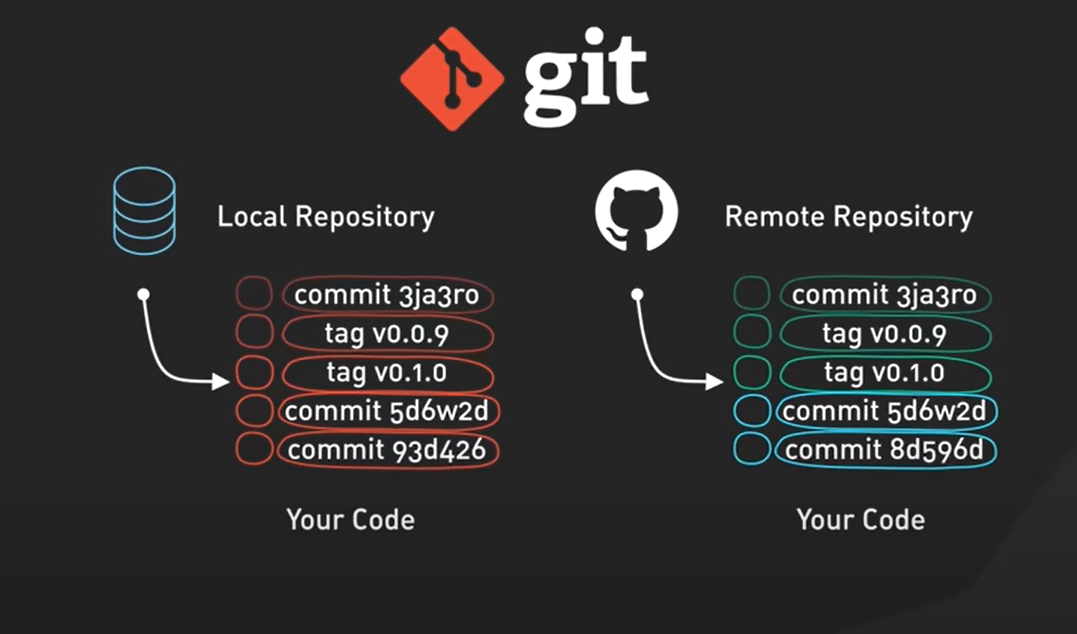 git
Local Repository
commit 3ja3ro
tag v0.0.9
tag v0.1.0
commit 5d6w2d
commit 93d426
Your Code
Remote Repository
commit 3ja3ro
tag v0.0.9
tag v0.1.0
commit 5d6w2d
commit 8d596d
Your Code